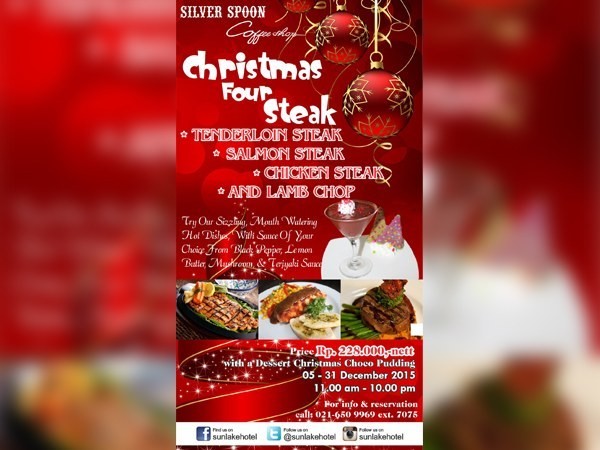 SILVER SPOON
Coffee shop
Christmas
Four
Steak
TENDERLOIN STEAK
SALMON STEAK
CHICKEN STEAK
AND LAMB CHOP
Try Our Sizzling, Mouth Watering
Hot Dishes, With Sauce Of Your
Choice From Black Pepper, Lemon
Butter, Mushroom, & Teriyaki Sauce
Price Rp. 228.000,-nett
with a Dessert Christmas Choco Pudding
05 - 31 December 2015
11.00 am - 10.00 pm
For info & reservation
call: 021-650 9969 ext. 7075
Find us on
sunlakehotel
Follow us on
@sunlakehotel
Follow us on
sunlakehotel